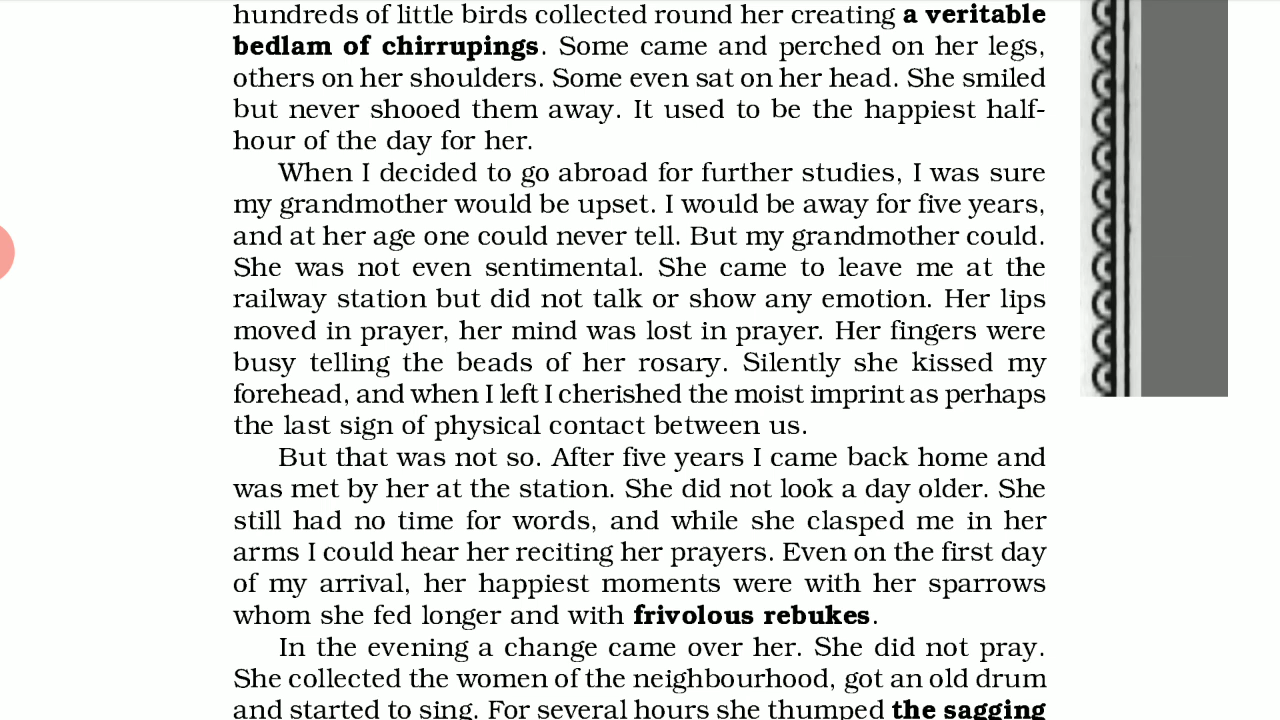 hundreds of little birds collected round her creating a veritable
bedlam of chirrupings. Some came and perched on her legs,
others on her shoulders. Some even sat on her head. She smiled
but never shooed them away. It used to be the happiest half-
hour of the day for her.
When I decided to go abroad for further studies, I was sure
my grandmother would be upset. I would be away for five years,
and at her age one could never tell. But my grandmother could.
She was not even sentimental. She came to leave me at the
railway station but did not talk or show any emotion. Her lips
moved in prayer, her mind was lost in prayer. Her fingers were
busy telling the beads of her rosary. Silently she kissed my
forehead, and when I left I cherished the moist imprint as perhaps
the last sign of physical contact between us.
But that was not so. After five years I came back home and
was met by her at the station. She did not look a day older. She
still had no time for words, and while she clasped me in her
arms I could hear her reciting her prayers. Even on the first day
of my arrival, her happiest moments were with her sparrows
whom she fed longer and with frivolous rebukes.
In the evening a change came over her. She did not pray.
She collected the women of the neighbourhood, got an old drum
and started to sing. For several hours she thumped the sagging